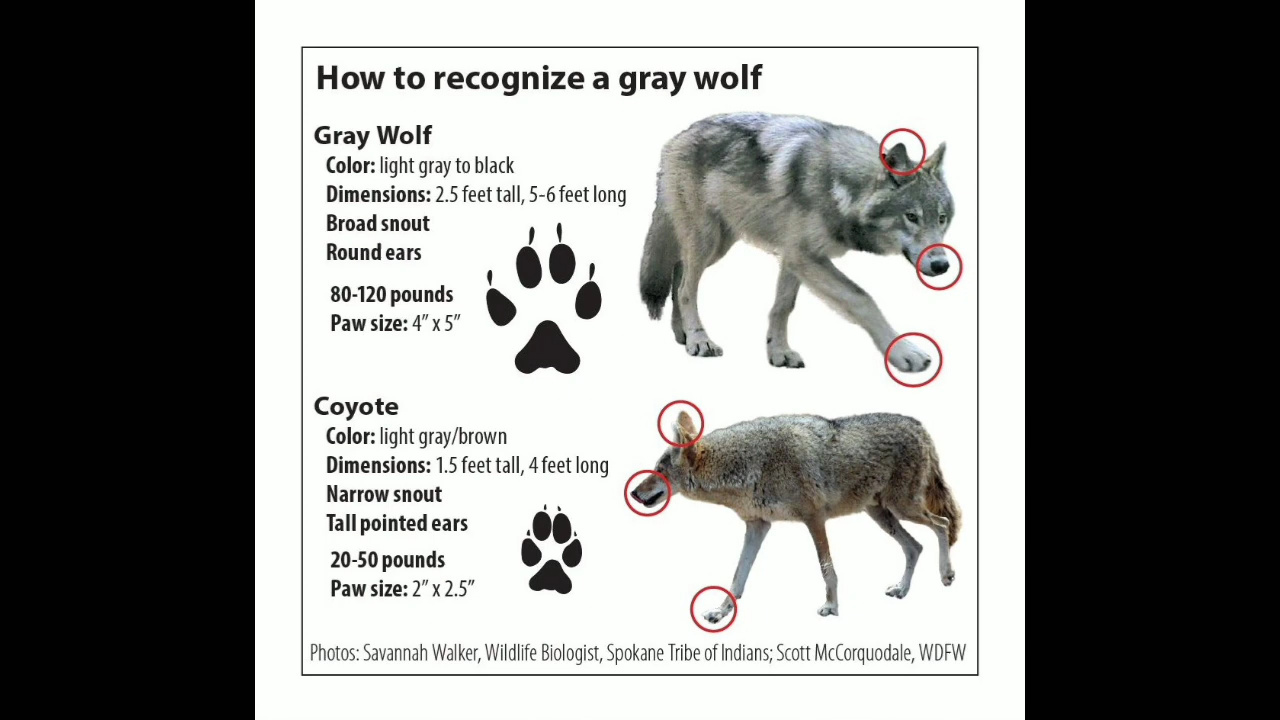 How to recognize a gray wolf
Gray Wolf
Color: light gray to black
Dimensions: 2.5 feet tall, 5-6 feet long
Broad snout
Round ears
80-120 pounds
Paw size: 4” x 5”
Coyote
Color: light gray/brown
Dimensions: 1.5 feet tall, 4 feet long
Narrow snout
Tall pointed ears
20-50 pounds
Paw size: 2” x 2.5”
Photos: Savannah Walker, Wildlife Biologist, Spokane Tribe of Indians; Scott McCorquodale, WDFW